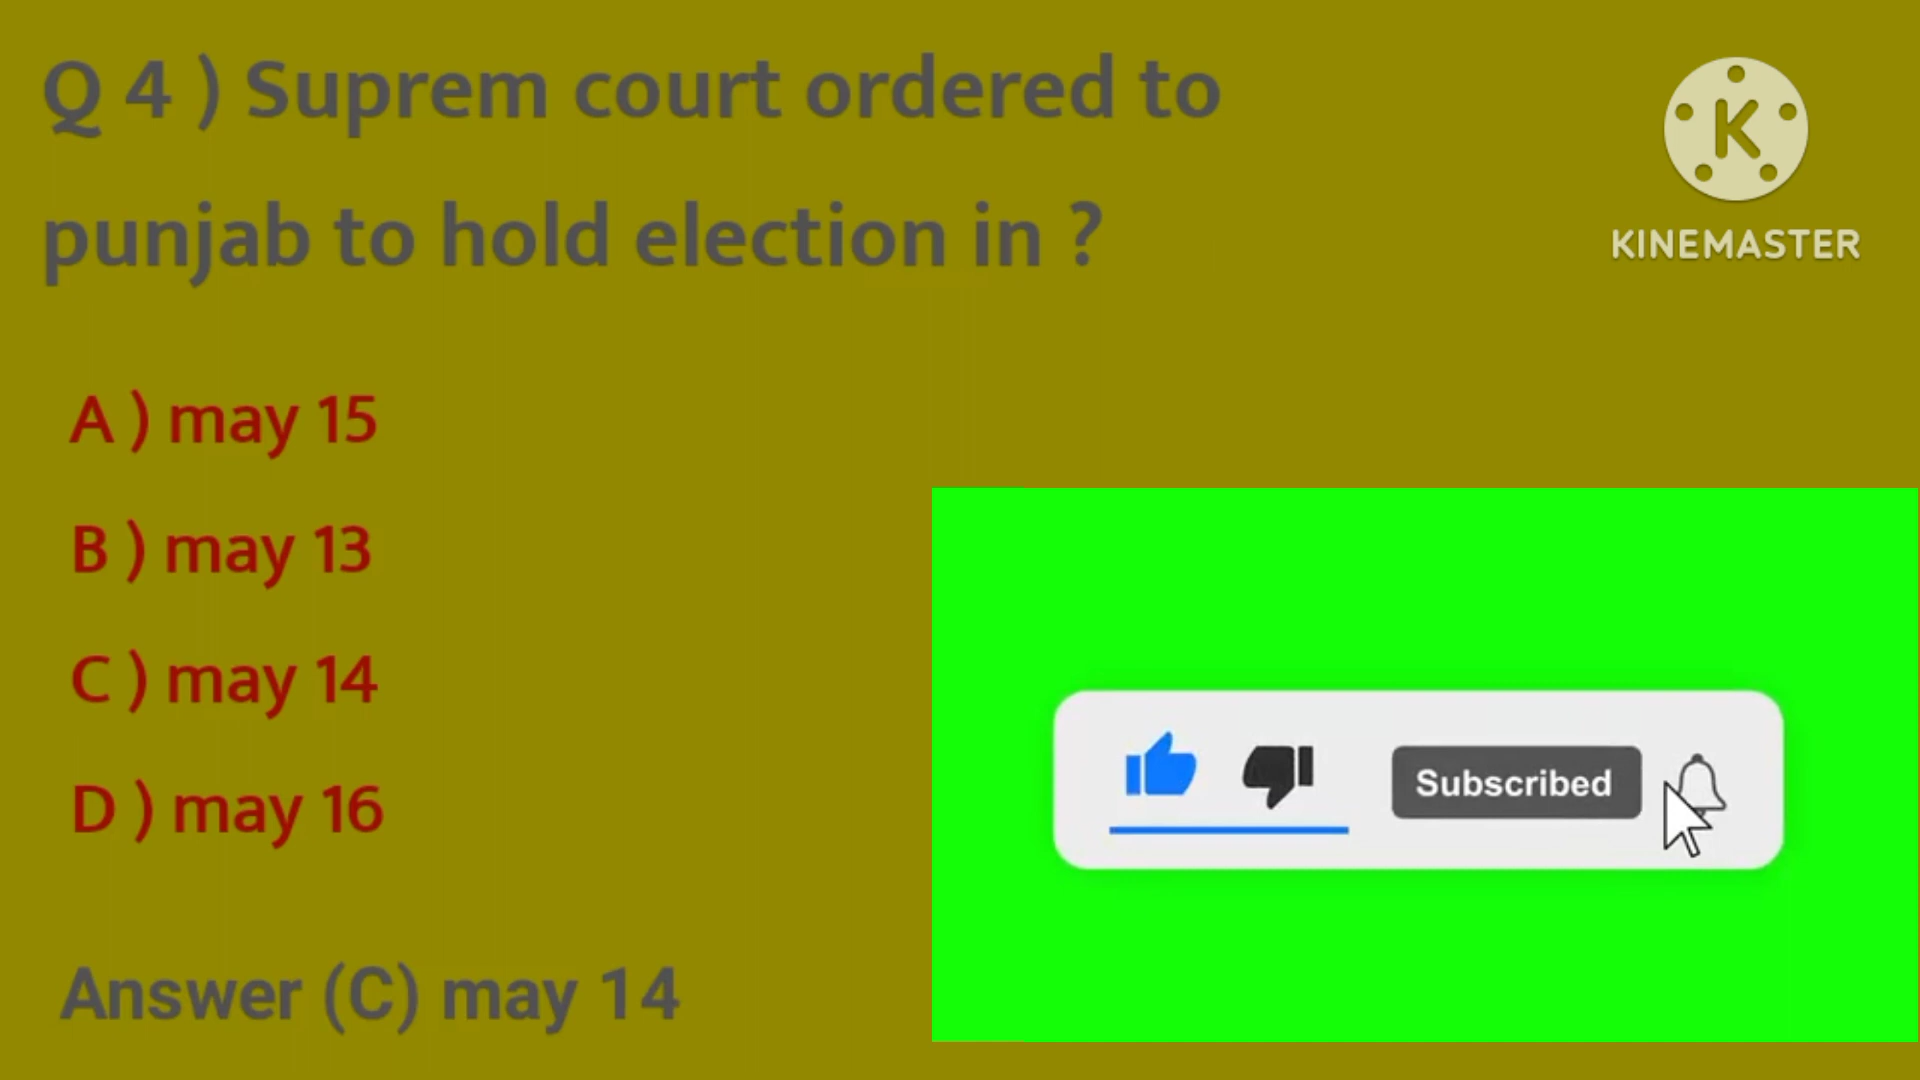 Q 4 ) Suprem court ordered to
punjab to hold election in ?
K
KINEMASTER
A ) may 15
B ) may 13
C ) may 14
D ) may 16
Subscribed
Answer (C) may 14